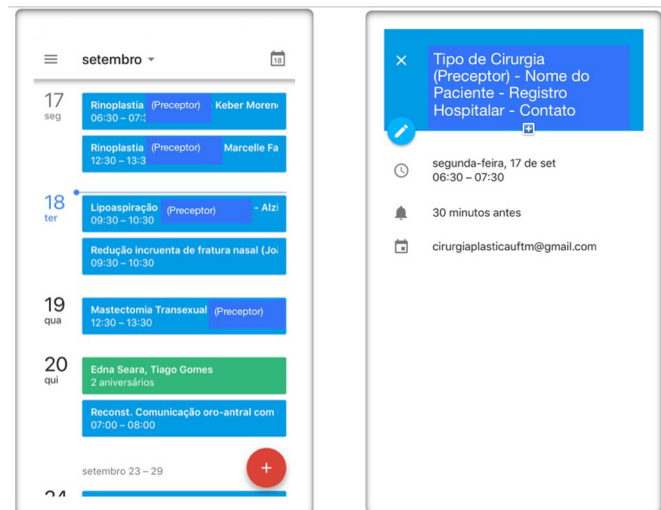 setembro
18
17
seg
Rinoplastia (Preceptor) Keber Moren
06:30 – 07:
Rinoplastia (Preceptor) Marcelle Fa
12:30 – 13:3
18
ter
Lipoaspiração (Preceptor) - Alzi
09:30 – 10:30
Redução incruenta de fratura nasal (Joi
09:30 – 10:30
19
qua
Mastectomia Transexual (Preceptor)
12:30 – 13:30
20
qui
Edna Seara, Tiago Gomes
2 aniversários
Reconst. Comunicação oro-antral com
07:00 – 08:00
setembro 23 – 29
24
Tipo de Cirurgia
(Preceptor) - Nome do
Paciente - Registro
Hospitalar - Contato
segunda-feira, 17 de set
06:30 – 07:30
30 minutos antes
cirurgiaplasticauftm@gmail.com